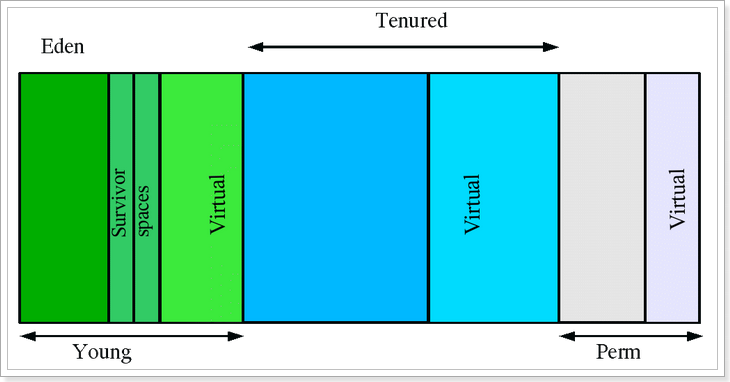 Tenured
Eden
Survivor
spaces
Virtual
Virtual
Virtual
Young
Perm